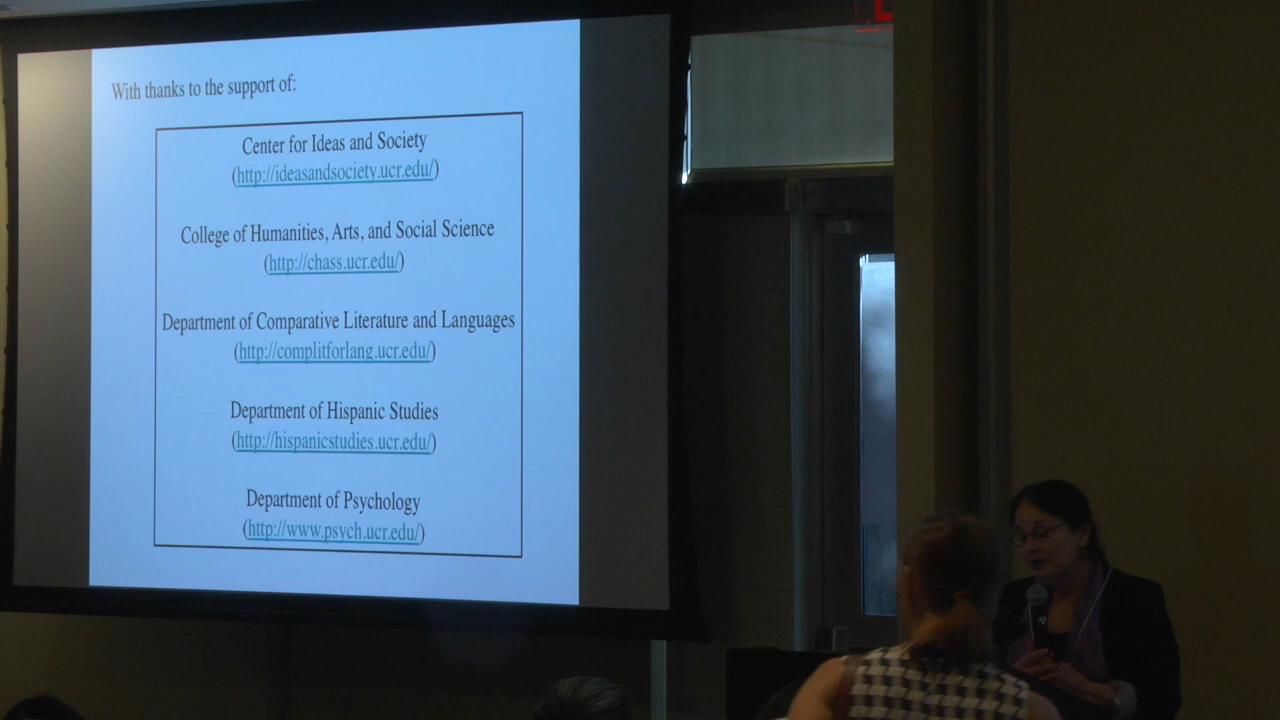 With thanks to the support of:
Center for Ideas and Society
(http://ideasandsociety.ucr.edu/)
College of Humanities, Arts, and Social Science
(http://chass.ucr.edu/)
Department of Comparative Literature and Languages
(http://complitforlang.ucr.edu/)
Department of Hispanic Studies
(http://hispanicstudies.ucr.edu/)
Department of Psychology
(http://www.psych.ucr.edu/)